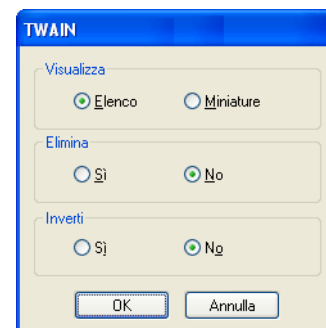 TWAIN
Visualizza
Elenco Miniature
Elimina
Sì No
Inverti
Sì No
OK Annulla